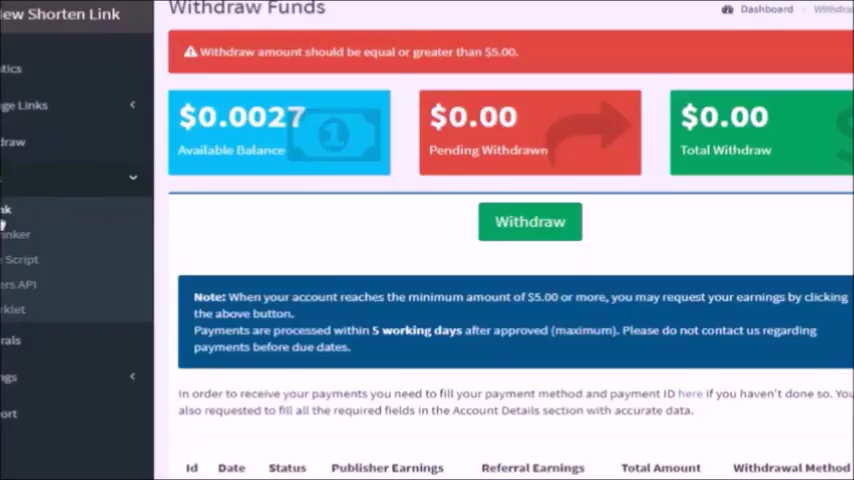 ew Shorten Link
Withdraw Funds
Dashboard
Withdraw
tics
Withdraw amount should be equal or greater than $5.00.
ge Links
$0.0027
$0.00
$0.00
raw
Available Balance
Pending Withdrawn
Total Withdraw
nk
Withdraw
inker
e Script
ers API
rklet
Note: When your account reaches the minimum amount of $5.00 or more, you may request your earnings by clicking
the above button.
Payments are processed within 5 working days after approved (maximum). Please do not contact us regarding
payments before due dates.
rals
ngs
In order to receive your payments you need to fill your payment method and payment ID here if you haven't done so. You
also requested to fill all the required fields in the Account Details section with accurate data.
ort
Id Date Status Publisher Earnings Referral Earnings Total Amount Withdrawal Method